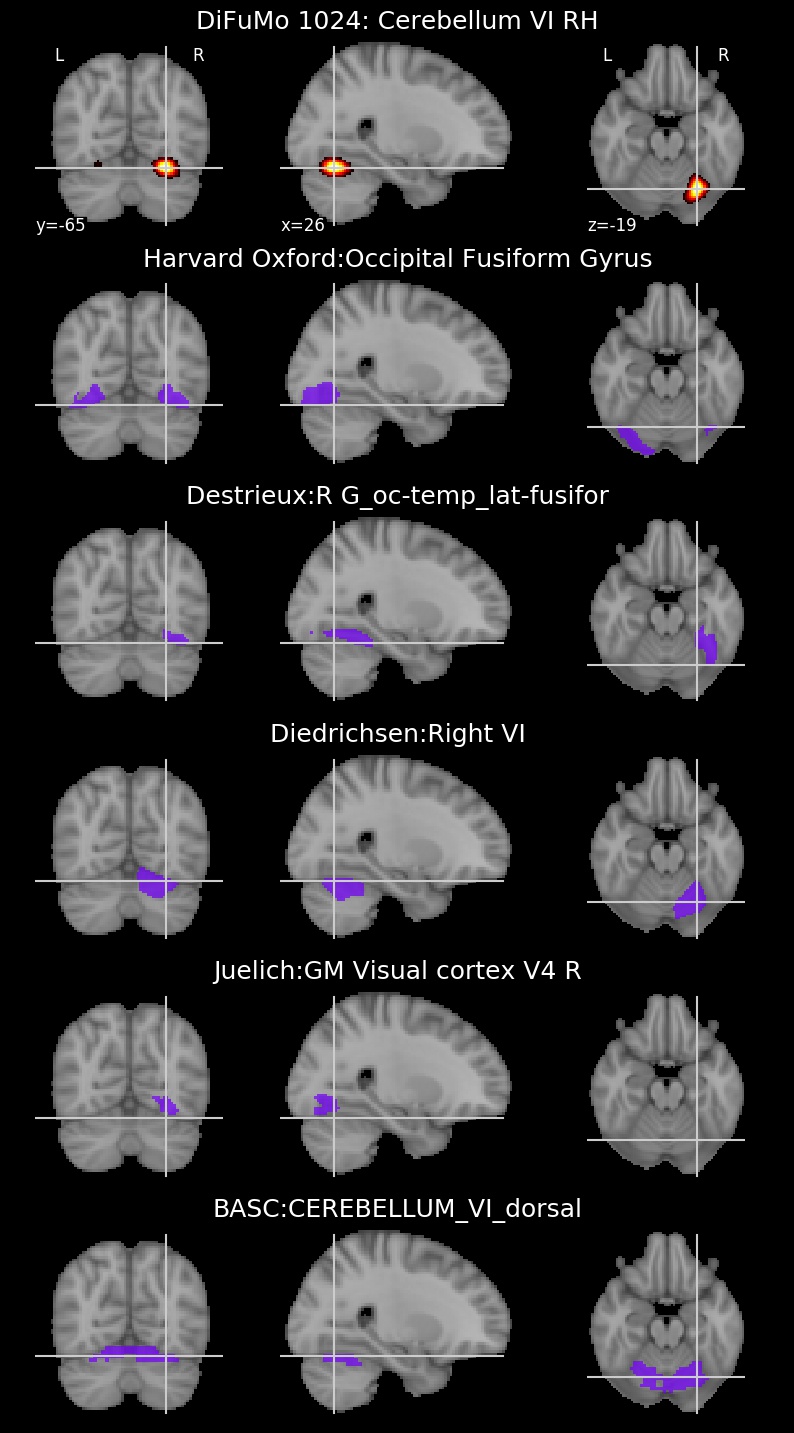 DiFuMo 1024: Cerebellum VI RH
L R L R
y=-65 x=26 z=-19
Harvard Oxford:Occipital Fusiform Gyrus
Destrieux:R G_oc-temp_lat-fusifor
Diedrichsen:Right VI
Juelich:GM Visual cortex V4 R
BASC:CEREBELLUM_VI_dorsal